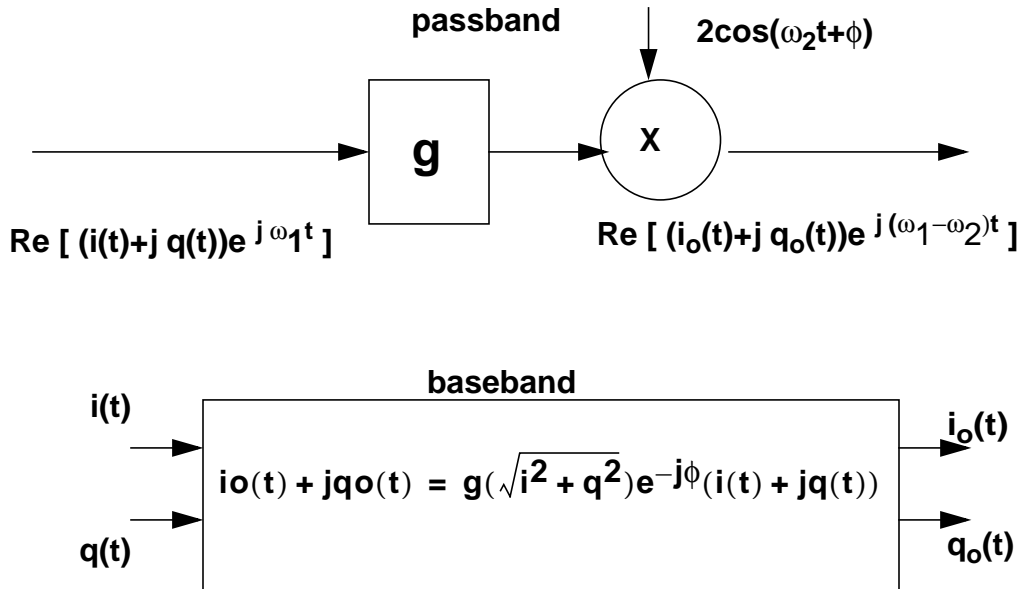 passband
2cos(ω₂t+ϕ)
g
X
Re [ (i(t)+j q(t))e ʲ ω1ᵗ ]
Re [ (iₒ(t)+j qₒ(t))e ʲ (ω1−ω2)t ]
baseband
i(t)
iₒ(t)
io(t) + jqo(t) = g(√i² + q²)e⁻ʲᵠ(i(t) + jq(t))
q(t)
qₒ(t)